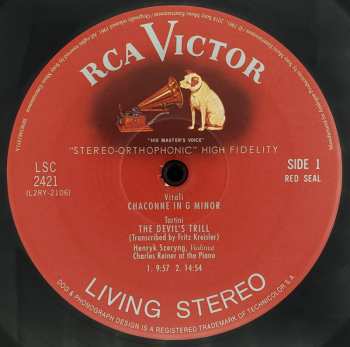 RCA VICTOR
"HIS MASTER'S VOICE"
"STEREO-ORTHOPHONIC" HIGH FIDELITY
LSC
2421
(L2RY-2106)
SIDE 1
RED SEAL
Vitali
CHACONNE IN G MINOR
Tartini
THE DEVIL'S TRILL
(Transcribed by Fritz Kreisler)
Henryk Szeryng, Violinist
Charles Reiner at the Piano
1. 9:57 2. 14:54
LIVING STEREO
DOG & PHONOGRAPH DESIGN IS A REGISTERED TRADEMARK OF TECHNICOLOR S.A.